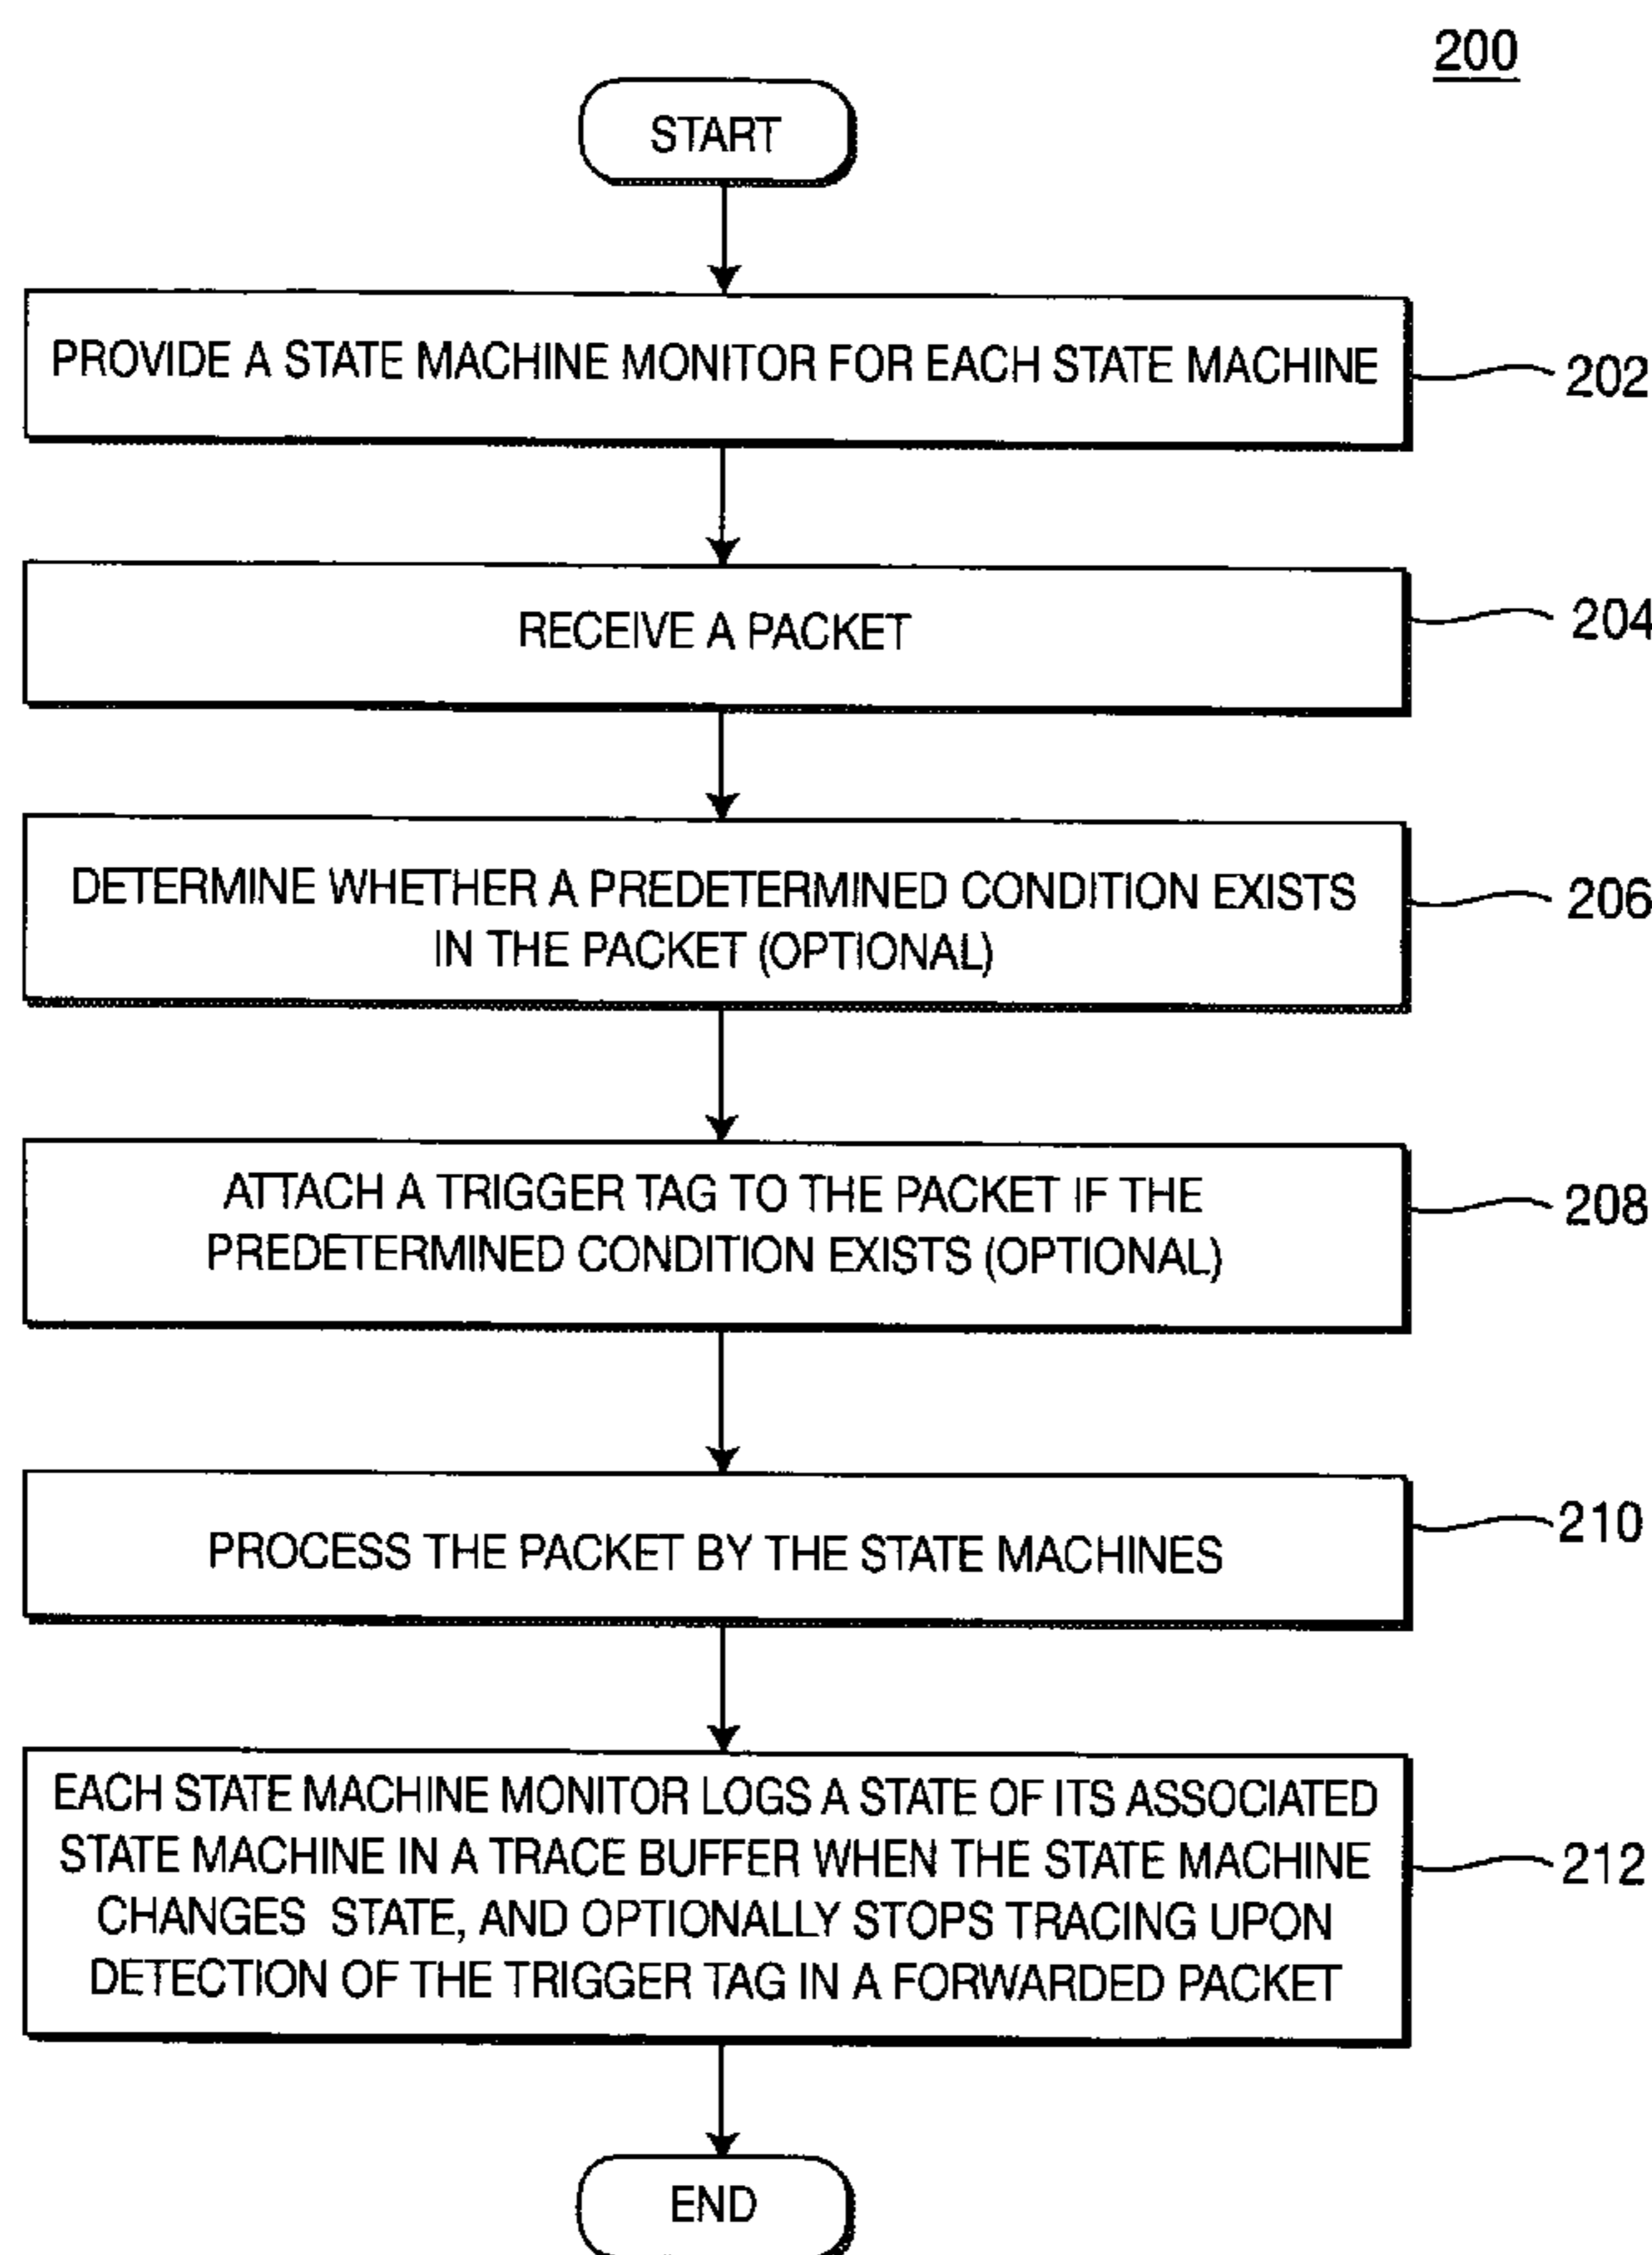 200
START
PROVIDE A STATE MACHINE MONITOR FOR EACH STATE MACHINE
202
RECEIVE A PACKET
204
DETERMINE WHETHER A PREDETERMINED CONDITION EXISTS
IN THE PACKET (OPTIONAL)
206
ATTACH A TRIGGER TAG TO THE PACKET IF THE
PREDETERMINED CONDITION EXISTS (OPTIONAL)
208
PROCESS THE PACKET BY THE STATE MACHINES
210
EACH STATE MACHINE MONITOR LOGS A STATE OF ITS ASSOCIATED
STATE MACHINE IN A TRACE BUFFER WHEN THE STATE MACHINE
CHANGES STATE, AND OPTIONALLY STOPS TRACING UPON
DETECTION OF THE TRIGGER TAG IN A FORWARDED PACKET
212
END